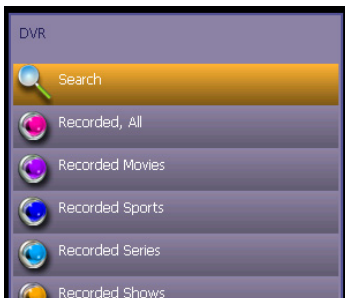 DVR
Search
Recorded, All
Recorded Movies
Recorded Sports
Recorded Series
Recorded Shows